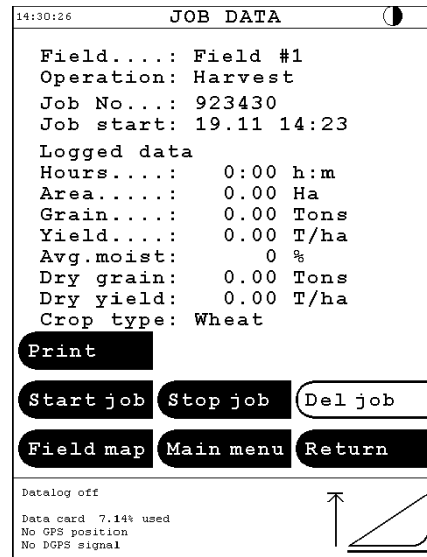 14:30:26 JOB DATA
Field....: Field #1
Operation: Harvest
Job No...: 923430
Job start: 19.11 14:23
Logged data
Hours....: 0:00 h:m
Area.....: 0.00 Ha
Grain....: 0.00 Tons
Yield....: 0.00 T/ha
Avg.moist: 0 %
Dry grain: 0.00 Tons
Dry yield: 0.00 T/ha
Crop type: Wheat
Print
Start job Stop job Del job
Field map Main menu Return
Datalog off
Data card 7.14% used
No GPS position
No DGPS signal